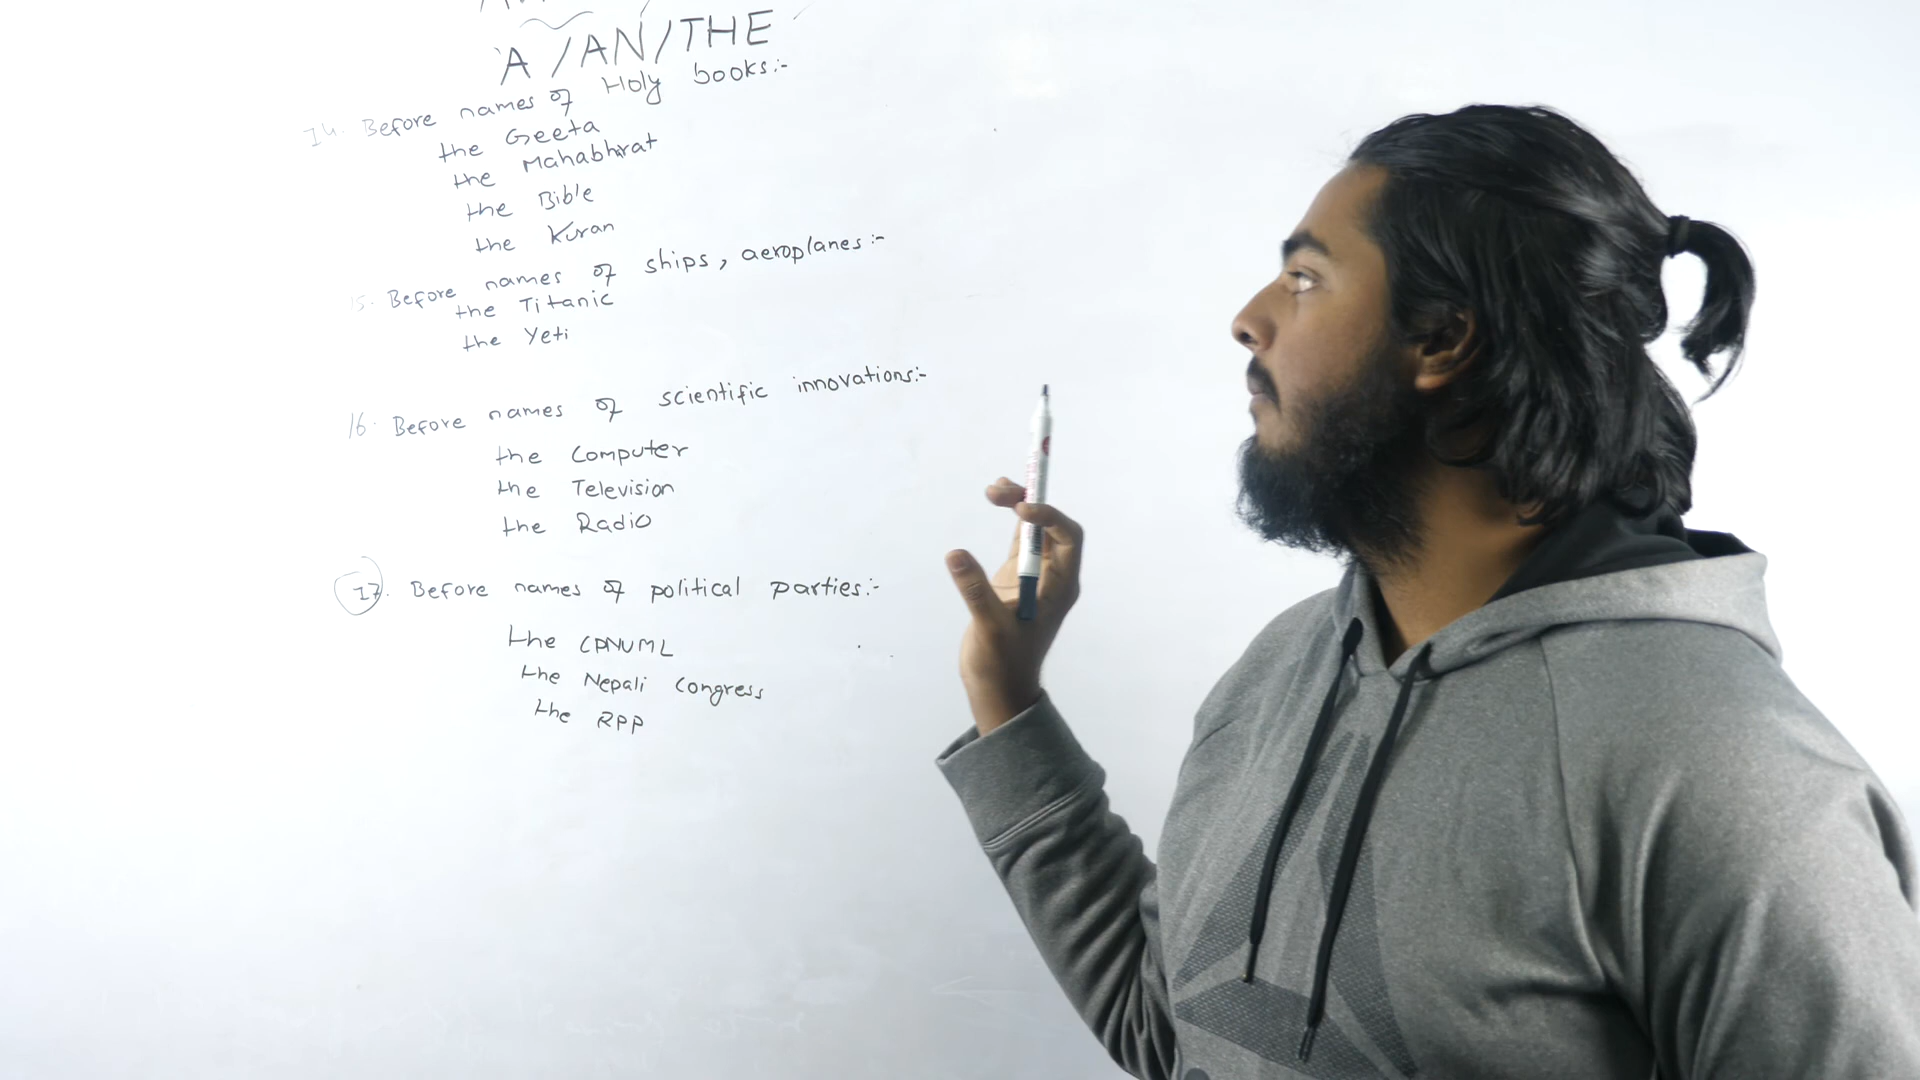 A/AN/THE
14. Before names of Holy books:-
the Geeta
the Mahabhrat
the Bible
the Kuran
15. Before names of ships, aeroplanes:-
the Titanic
the Yeti
16. Before names of scientific innovations:-
the Computer
the Television
the Radio
17. Before names of political parties:-
the CPNUML
the Nepali Congress
the RPP